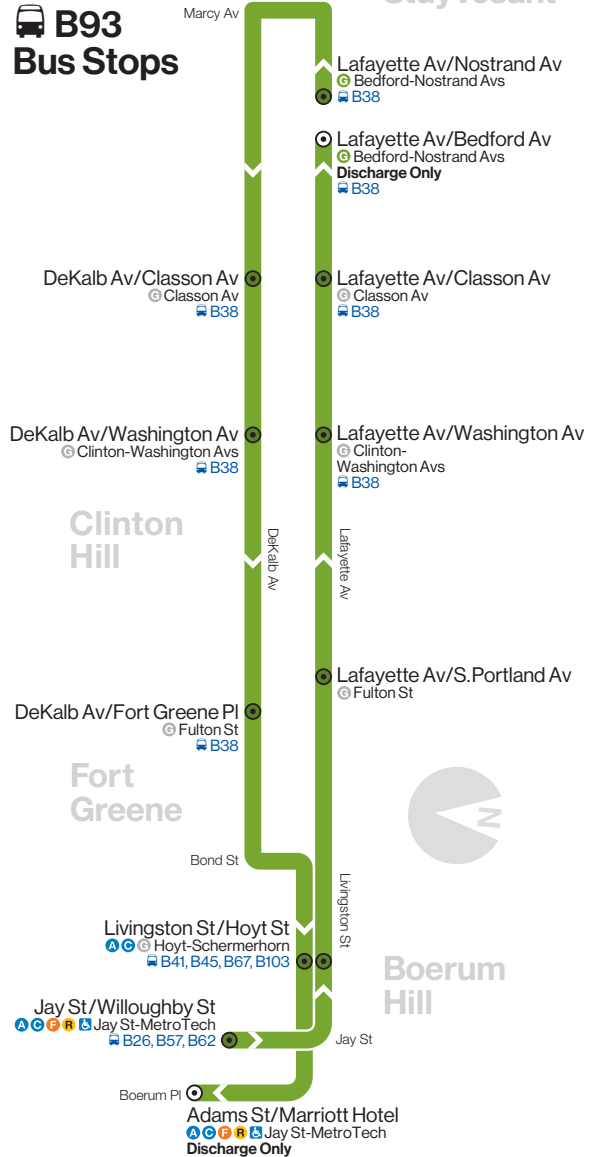 Stuyvesant
B93
Bus Stops
Marcy Av
Lafayette Av/Nostrand Av
G Bedford-Nostrand Avs
B38
Lafayette Av/Bedford Av
G Bedford-Nostrand Avs
Discharge Only
B38
DeKalb Av/Classon Av
G Classon Av
B38
Lafayette Av/Classon Av
G Classon Av
B38
DeKalb Av/Washington Av
G Clinton-Washington Avs
B38
Lafayette Av/Washington Av
G Clinton-
Washington Avs
B38
Clinton
Hill
DeKalb Av
Lafayette Av
Lafayette Av/S.Portland Av
G Fulton St
DeKalb Av/Fort Greene Pl
G Fulton St
B38
Fort
Greene
N
Bond St
Livingston St
Livingston St/Hoyt St
A C G Hoyt-Schermerhorn
B41, B45, B67, B103
Boerum
Hill
Jay St/Willoughby St
A C F R Jay St-MetroTech
B26, B57, B62
Jay St
Boerum Pl
Adams St/Marriott Hotel
A C F R Jay St-MetroTech
Discharge Only